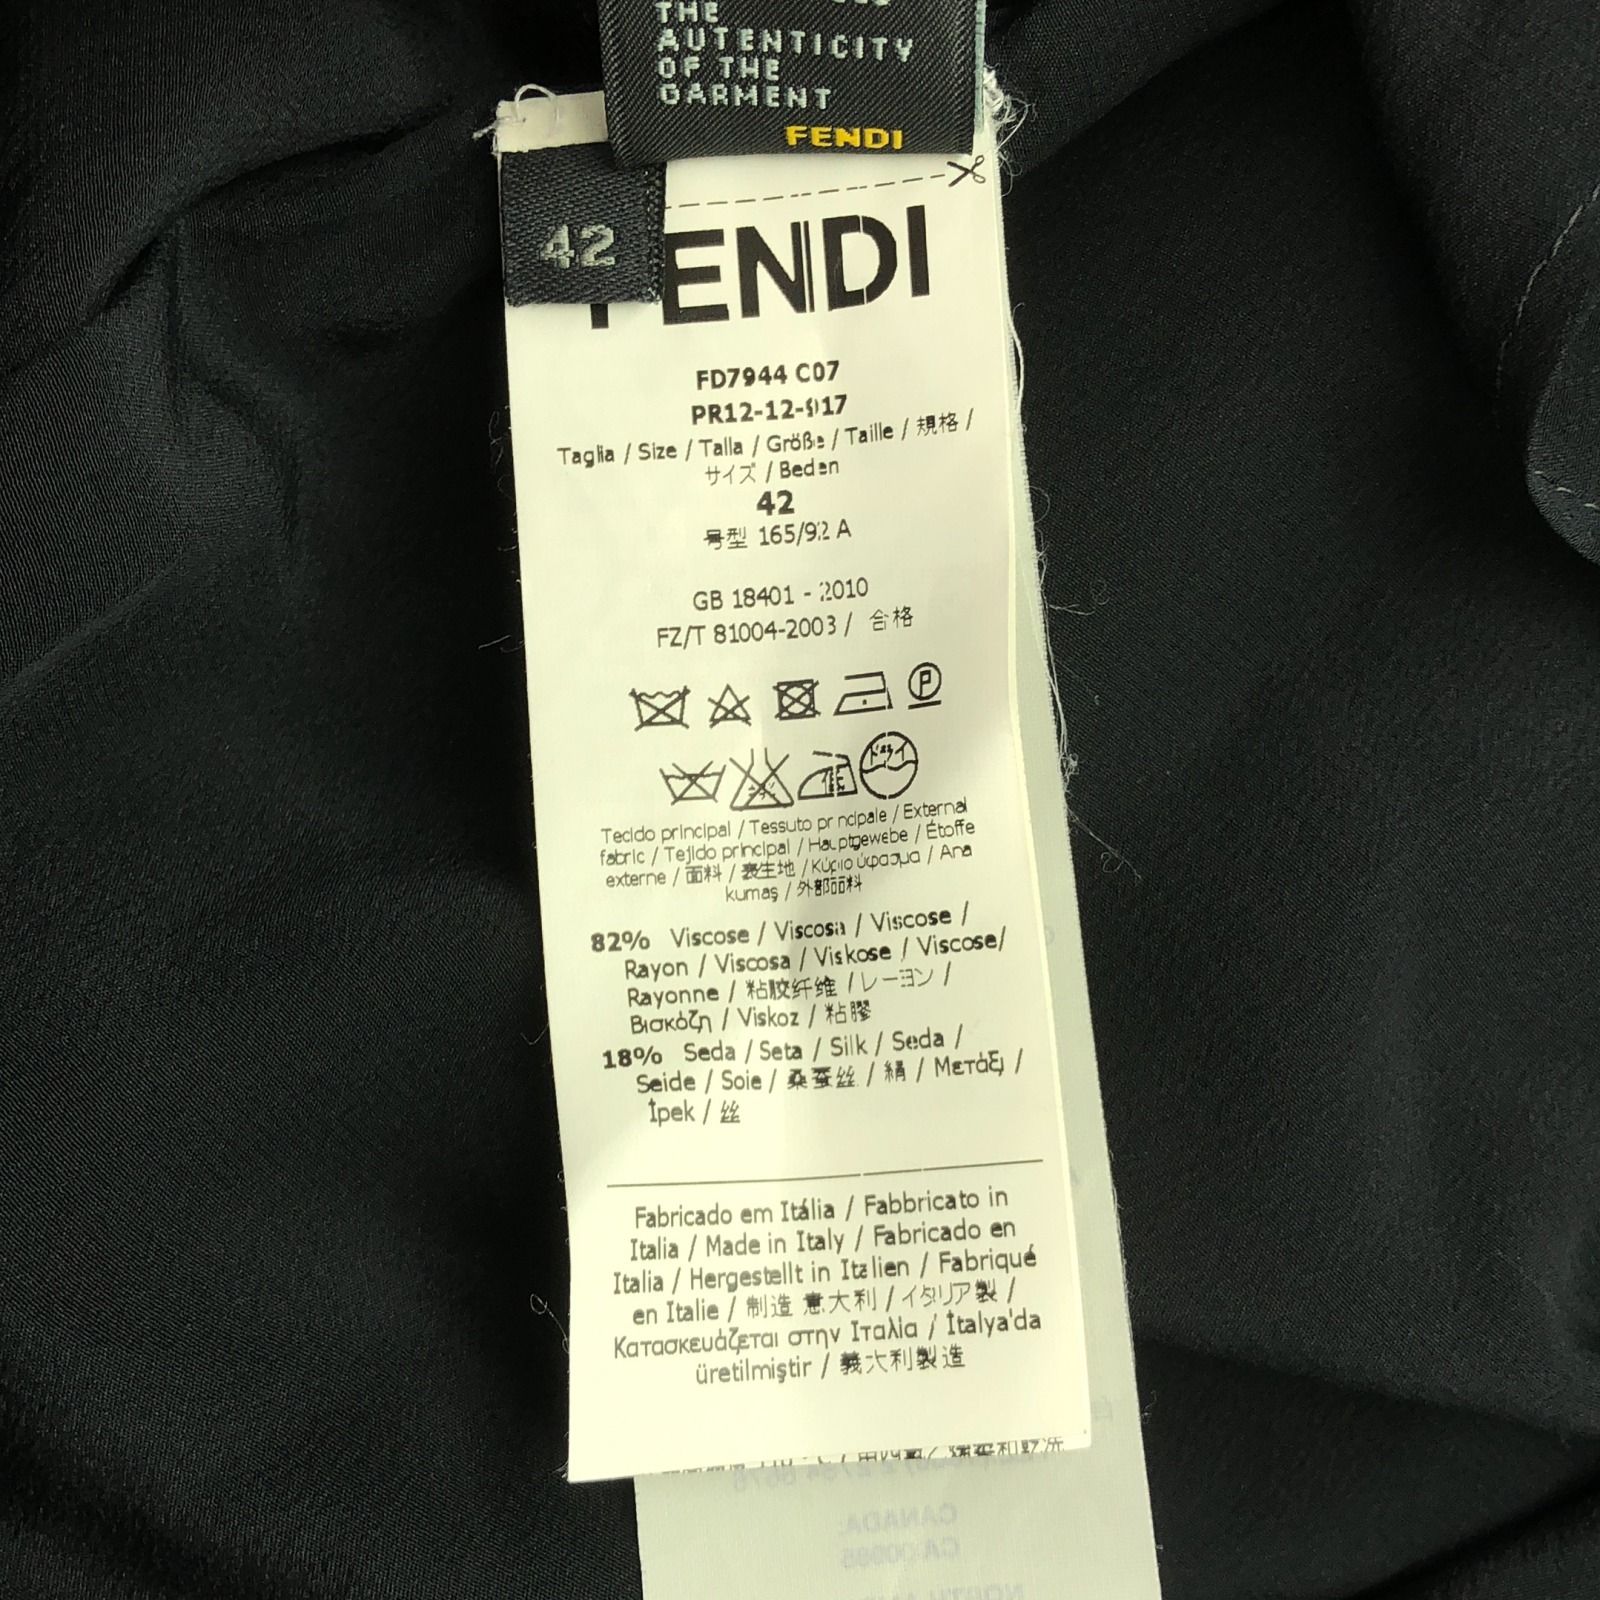 THE
AUTENTICITY
OF THE
GARMENT
FENDI
42
FENDI
FD7944 C07
PR12-12-017
Taglia / Size / Talla / Größe / Taille / 規格 /
サイズ / Beden
42
号型 165/92 A
GB 18401 - 2010
FZ/T 81004-2003 / 合格
P
ドライ
Tecido principal / Tessuto principale / External
fabric / Tejido principal / Hauptgewebe / Étoffe
externe / 面料 / 表生地 / Κύριο ύφασμα / Ana
kumaş / 外部面料
82% Viscose / Viscosa / Viscose /
Rayon / Viscosa / Viskose / Viscose/
Rayonne / 粘胶纤维 / レーヨン /
Βισκόζη / Viskoz / 粘膠
18% Seda / Seta / Silk / Seda /
Seide / Soie / 桑蚕丝 / 絹 / Μετάξι /
İpek / 丝
Fabricado em Itália / Fabbricato in
Italia / Made in Italy / Fabricado en
Italia / Hergestellt in Italien / Fabriqué
en Italie / 制造 意大利 / イタリア製 /
Κατασκευάζεται στην Ιταλία / İtalya'da
üretilmiştir / 義大利製造
CANADA: